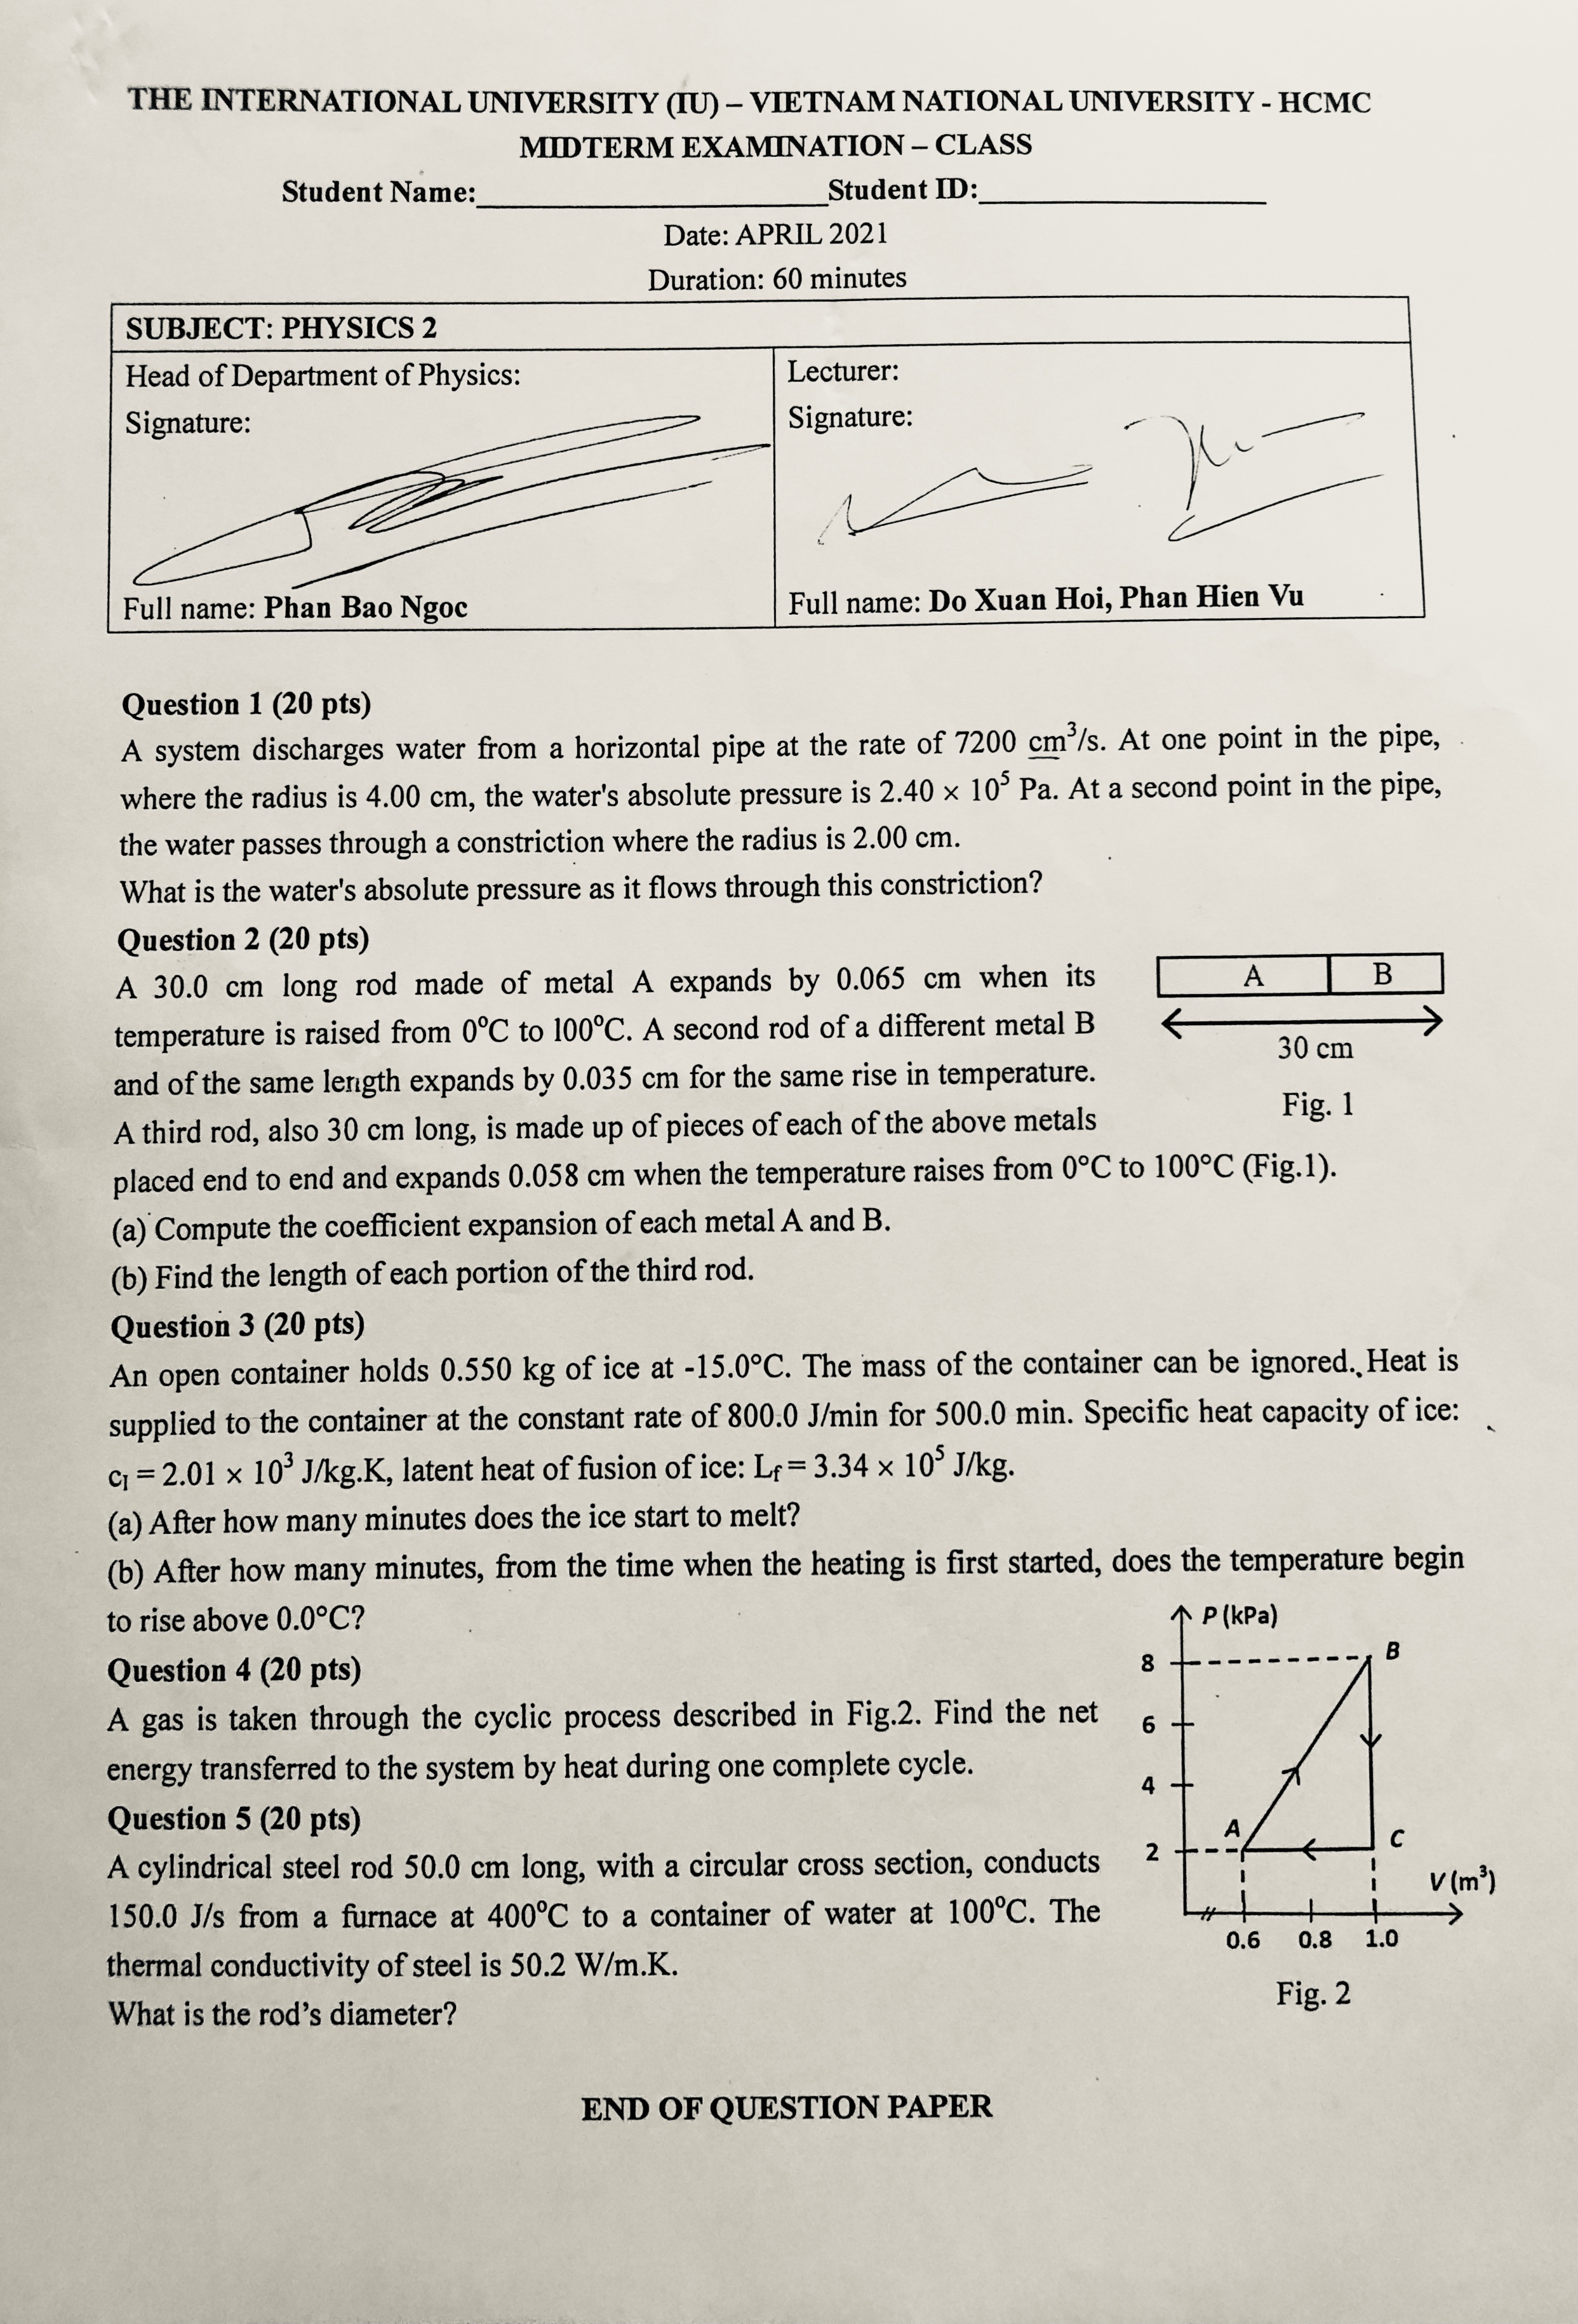 THE INTERNATIONAL UNIVERSITY (IU) – VIETNAM NATIONAL UNIVERSITY - HCMC
MIDTERM EXAMINATION – CLASS
Student Name:____________________Student ID:________________
Date: APRIL 2021
Duration: 60 minutes
SUBJECT: PHYSICS 2
Head of Department of Physics:
Signature:
Full name: Phan Bao Ngoc
Lecturer:
Signature:
Full name: Do Xuan Hoi, Phan Hien Vu
Question 1 (20 pts)
A system discharges water from a horizontal pipe at the rate of 7200 cm³/s. At one point in the pipe,
where the radius is 4.00 cm, the water's absolute pressure is 2.40 × 10⁵ Pa. At a second point in the pipe,
the water passes through a constriction where the radius is 2.00 cm.
What is the water's absolute pressure as it flows through this constriction?
Question 2 (20 pts)
A 30.0 cm long rod made of metal A expands by 0.065 cm when its
temperature is raised from 0⁰C to 100⁰C. A second rod of a different metal B
and of the same length expands by 0.035 cm for the same rise in temperature.
A third rod, also 30 cm long, is made up of pieces of each of the above metals
placed end to end and expands 0.058 cm when the temperature raises from 0°C to 100°C (Fig.1).
A B
30 cm
Fig. 1
(a) Compute the coefficient expansion of each metal A and B.
(b) Find the length of each portion of the third rod.
Question 3 (20 pts)
An open container holds 0.550 kg of ice at -15.0°C. The mass of the container can be ignored. Heat is
supplied to the container at the constant rate of 800.0 J/min for 500.0 min. Specific heat capacity of ice:
cI = 2.01 × 10³ J/kg.K, latent heat of fusion of ice: Lf = 3.34 × 10⁵ J/kg.
(a) After how many minutes does the ice start to melt?
(b) After how many minutes, from the time when the heating is first started, does the temperature begin
to rise above 0.0°C?
Question 4 (20 pts)
A gas is taken through the cyclic process described in Fig.2. Find the net
energy transferred to the system by heat during one complete cycle.
Question 5 (20 pts)
A cylindrical steel rod 50.0 cm long, with a circular cross section, conducts
150.0 J/s from a furnace at 400⁰C to a container of water at 100⁰C. The
thermal conductivity of steel is 50.2 W/m.K.
What is the rod's diameter?
P (kPa)
8 B
6
4
A
2 C
V (m³)
0.6 0.8 1.0
Fig. 2
END OF QUESTION PAPER